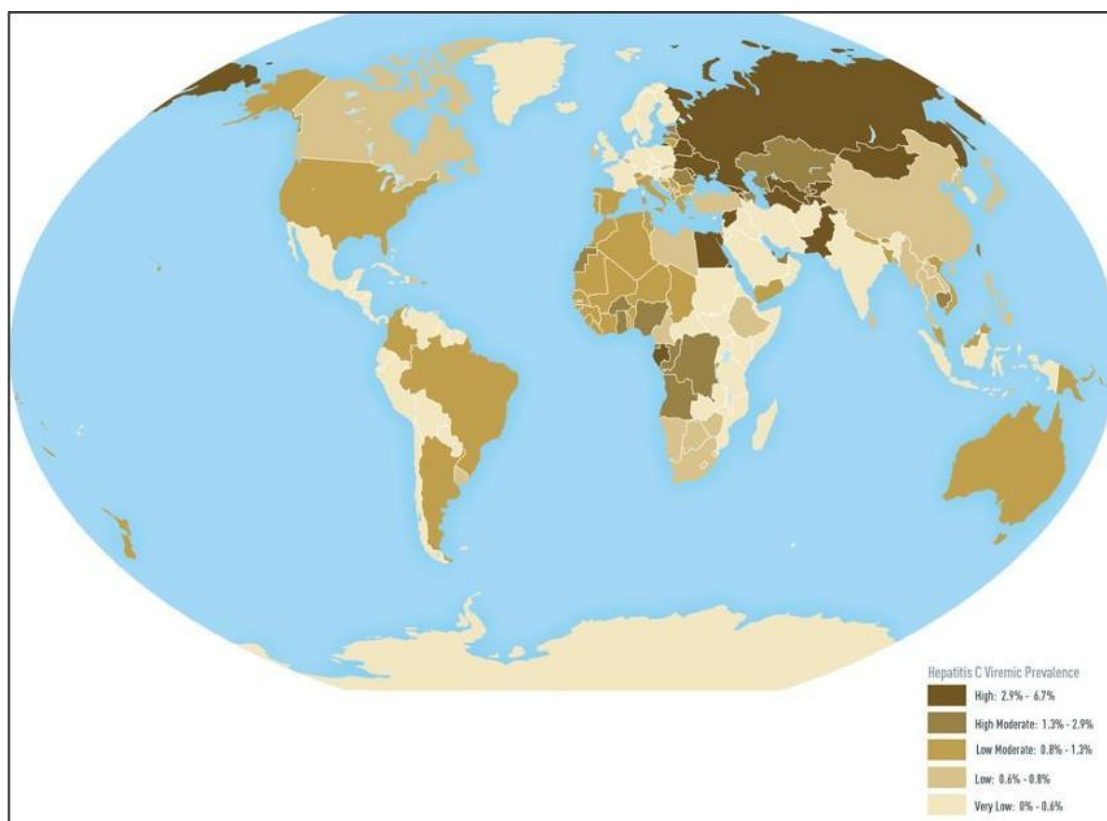 Hepatitis C Viremic Prevalence
High: 2.9% - 6.7%
High Moderate: 1.3% - 2.9%
Low Moderate: 0.8% - 1.3%
Low: 0.6% - 0.8%
Very Low: 0% - 0.6%